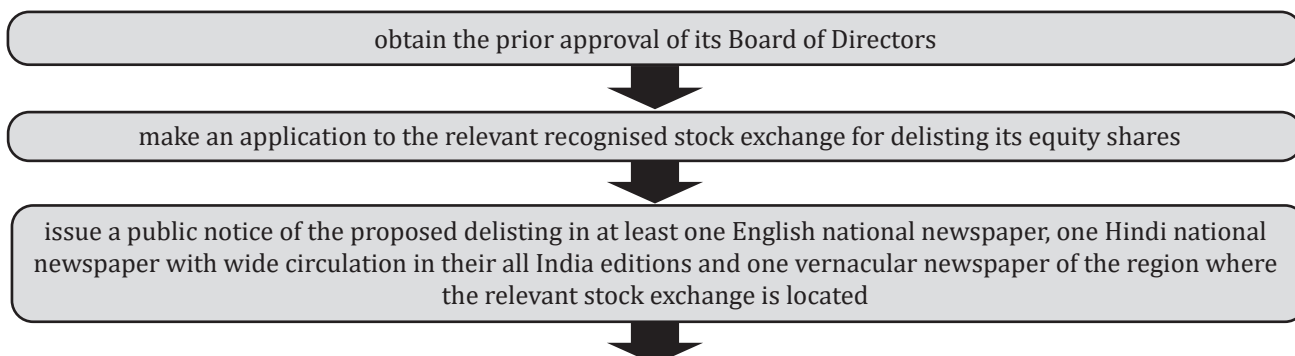 obtain the prior approval of its Board of Directors
make an application to the relevant recognised stock exchange for delisting its equity shares
issue a public notice of the proposed delisting in at least one English national newspaper, one Hindi national
newspaper with wide circulation in their all India editions and one vernacular newspaper of the region where
the relevant stock exchange is located